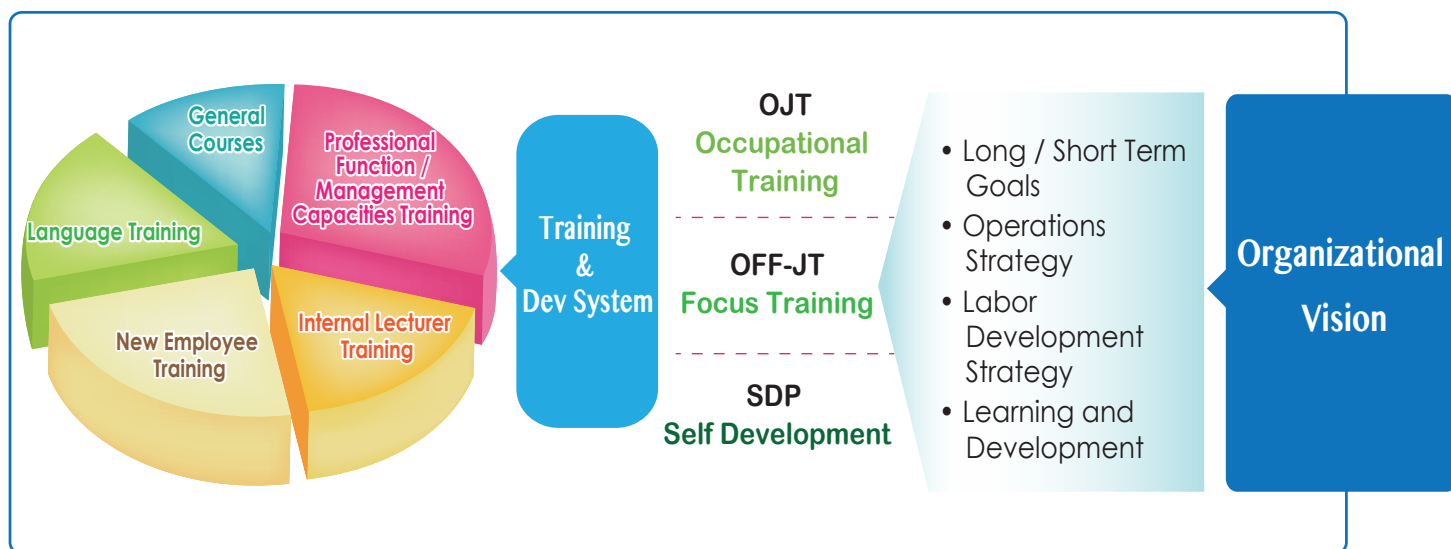 General
Courses
Professional
Function /
Management
Capacities Training
Language Training
New Employee
Training
Internal Lecturer
Training
Training
&
Dev System
OJT
Occupational
Training
OFF-JT
Focus Training
SDP
Self Development
• Long / Short Term
Goals
• Operations
Strategy
• Labor
Development
Strategy
• Learning and
Development
Organizational
Vision